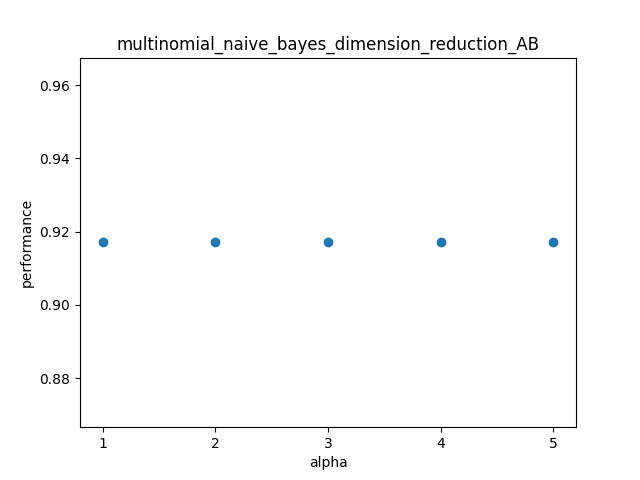 multinomial_naive_bayes_dimension_reduction_AB
performance
0.96
0.94
0.92
0.90
0.88
1 2 3 4 5
alpha